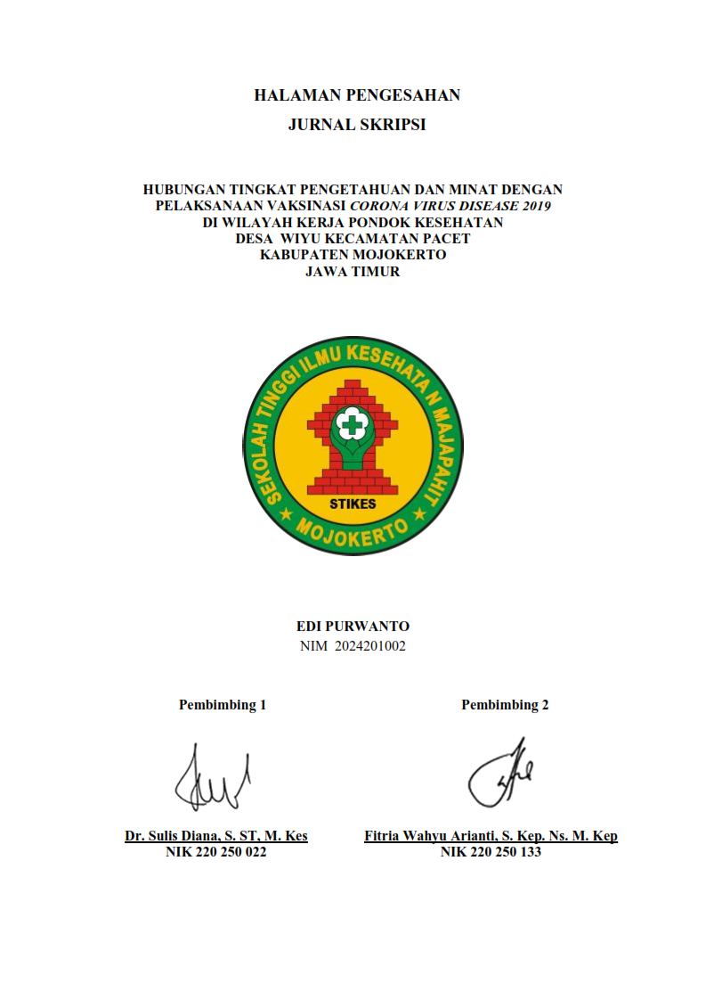 HALAMAN PENGESAHAN
JURNAL SKRIPSI
HUBUNGAN TINGKAT PENGETAHUAN DAN MINAT DENGAN
PELAKSANAAN VAKSINASI CORONA VIRUS DISEASE 2019
DI WILAYAH KERJA PONDOK KESEHATAN
DESA WIYU KECAMATAN PACET
KABUPATEN MOJOKERTO
JAWA TIMUR
SEKOLAH TINGGI ILMU KESEHATA N MAJAPAHIT
STIKES
MOJOKERTO
EDI PURWANTO
NIM 2024201002
Pembimbing 1 Pembimbing 2
Dr. Sulis Diana, S. ST, M. Kes Fitria Wahyu Arianti, S. Kep. Ns. M. Kep
NIK 220 250 022 NIK 220 250 133